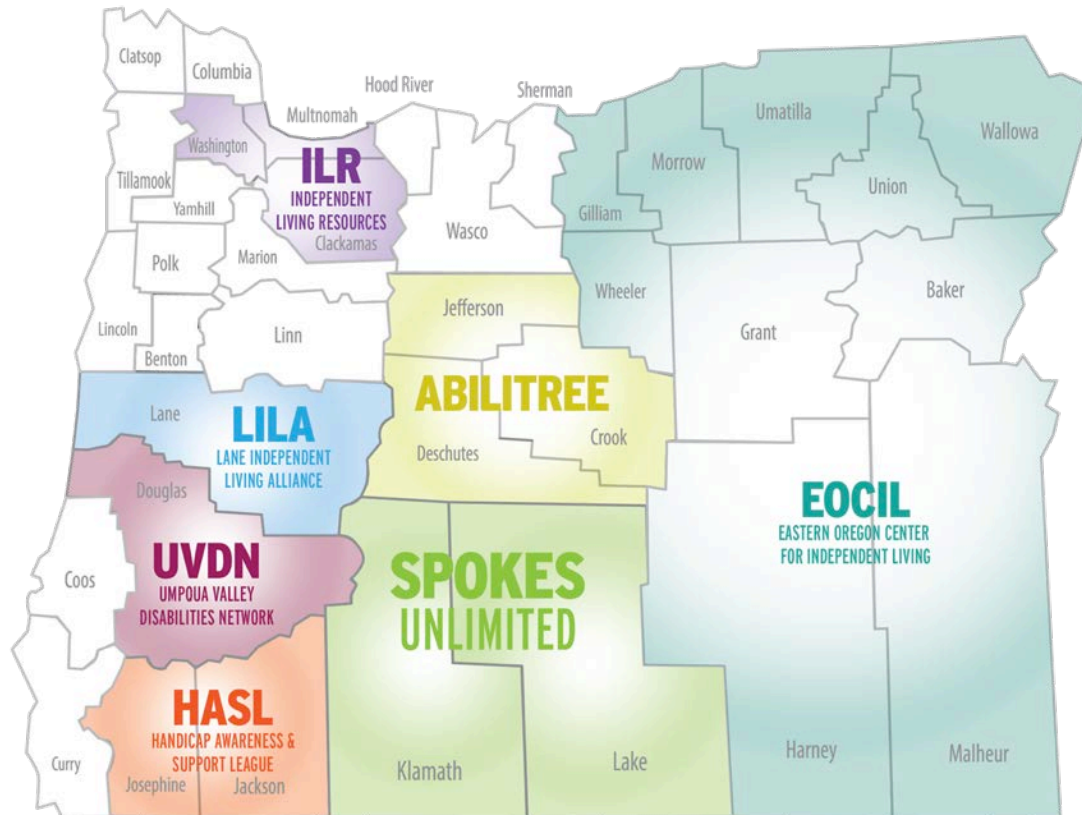 Clatsop
Columbia
Hood River
Sherman
Multnomah
Umatilla
Washington
Wallowa
Morrow
ILR
INDEPENDENT
LIVING RESOURCES
Tillamook
Union
Yamhill
Gilliam
Clackamas
Wasco
Marion
Polk
Wheeler
Baker
Jefferson
Lincoln
Linn
Grant
Benton
ABILITREE
Lane
LILA
LANE INDEPENDENT
LIVING ALLIANCE
Crook
Deschutes
Douglas
EOCIL
EASTERN OREGON CENTER
FOR INDEPENDENT LIVING
UVDN
UMPQUA VALLEY
DISABILITIES NETWORK
Coos
SPOKES
UNLIMITED
HASL
HANDICAP AWARENESS &
SUPPORT LEAGUE
Curry
Josephine
Jackson
Klamath
Lake
Harney
Malheur